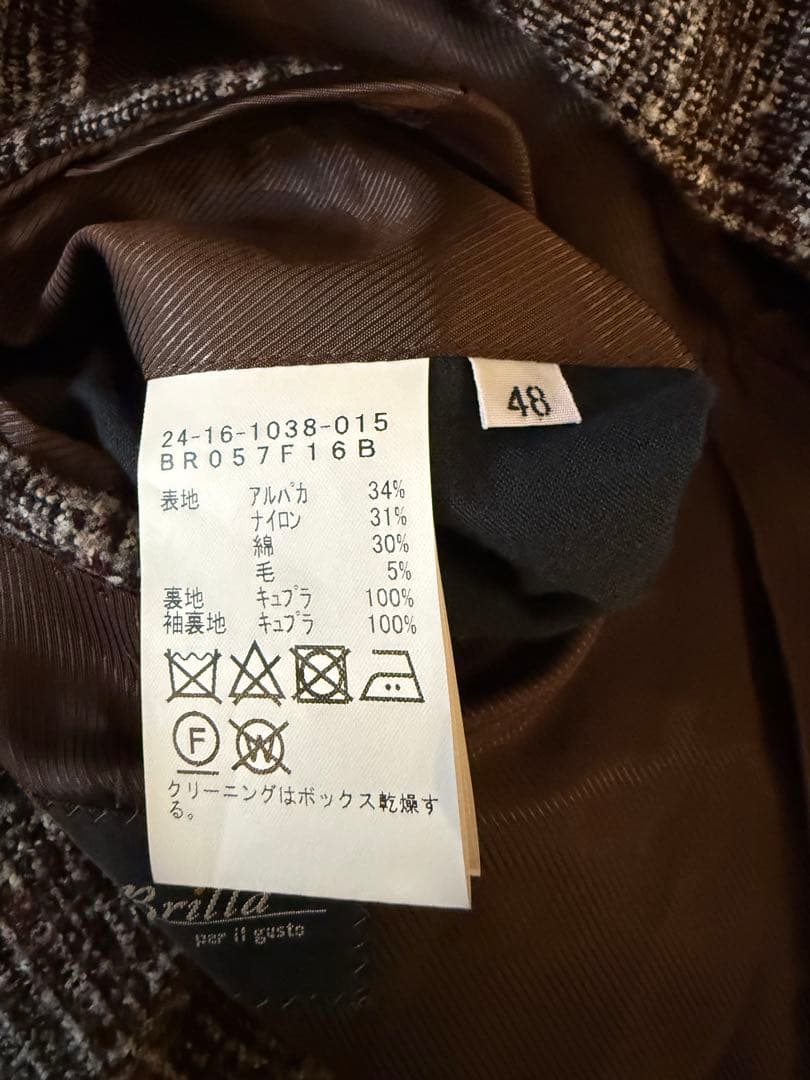 48
24-16-1038-015
BR057F16B
表地 アルパカ 34%
ナイロン 31%
綿 30%
毛 5%
裏地 キュプラ 100%
袖裏地 キュプラ 100%
F W
クリーニングはボックス乾燥す
る。
Brilla
per il gusto